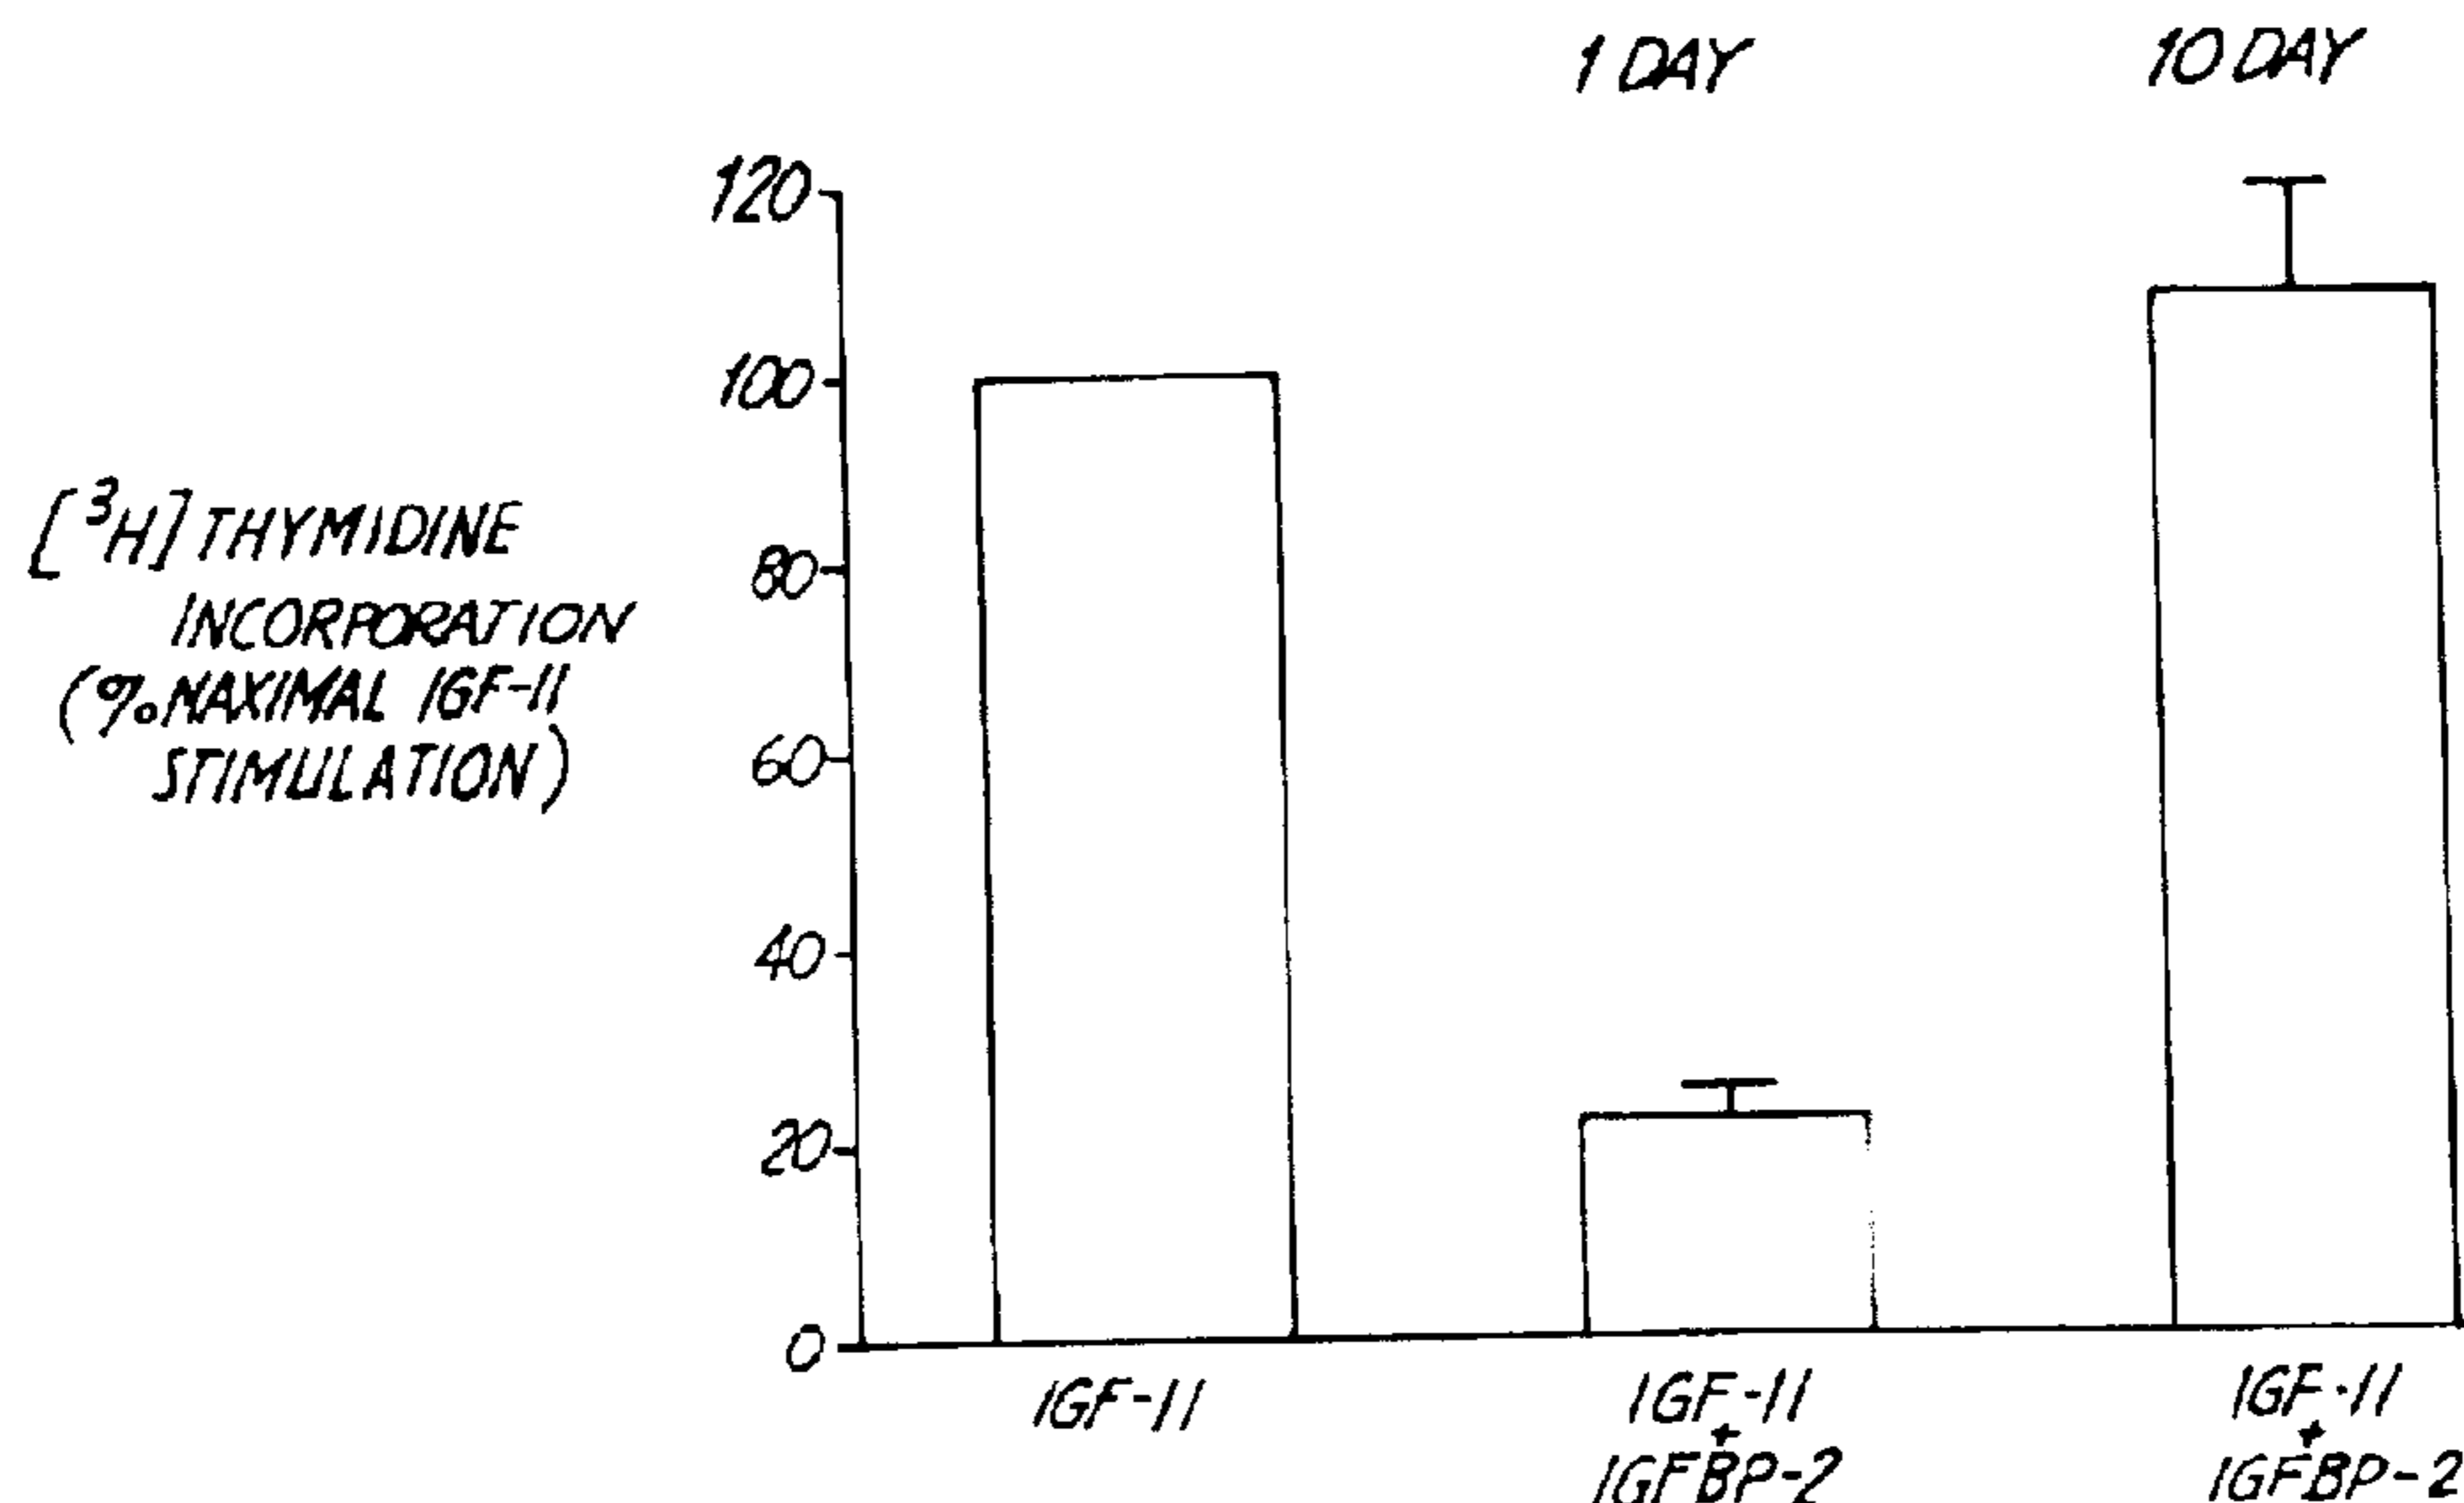 1 DAY 10 DAY
120
100
80
60
40
20
0
[³H] THYMIDINE
INCORPORATION
(% NAXIMAL IGF-II
STIMULATION)
IGF-II IGF-II IGF-II
+ +
IGFBP-2 IGFBP-2